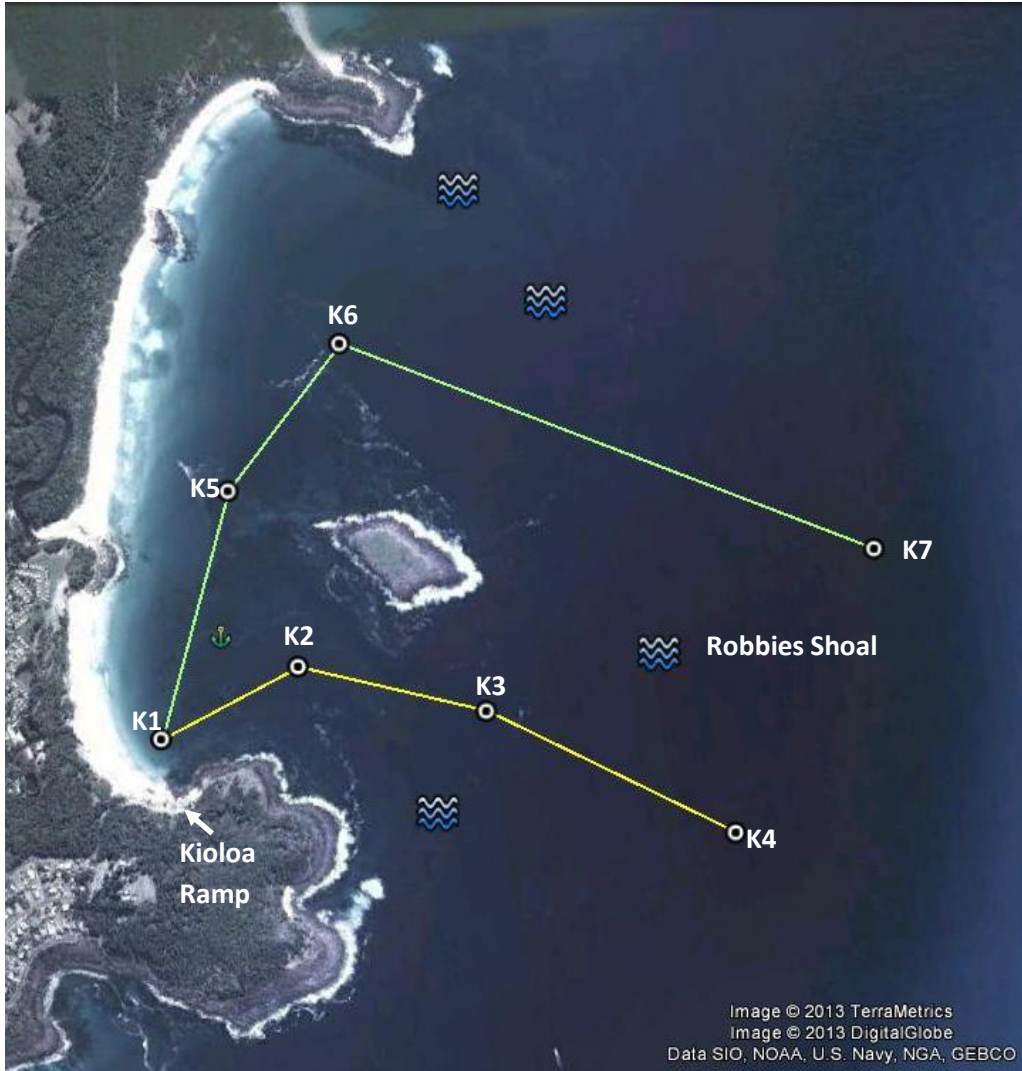 K6
K5
K7
K2
Robbies Shoal
K3
K1
K4
Kioloa
Ramp
Image © 2013 TerraMetrics
Image © 2013 DigitalGlobe
Data SIO, NOAA, U.S. Navy, NGA, GEBCO